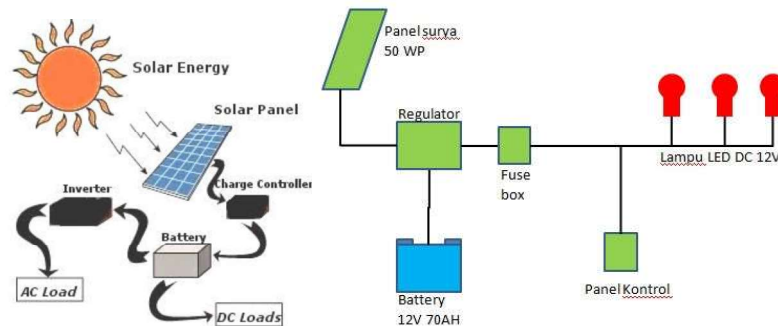 Solar Energy
Solar Panel
Charge Controller
Inverter
Battery
AC Load
DC Loads
Panel surya
50 WP
Regulator
Fuse
box
Lampu LED DC 12V
Battery
12V 70AH
Panel Kontrol